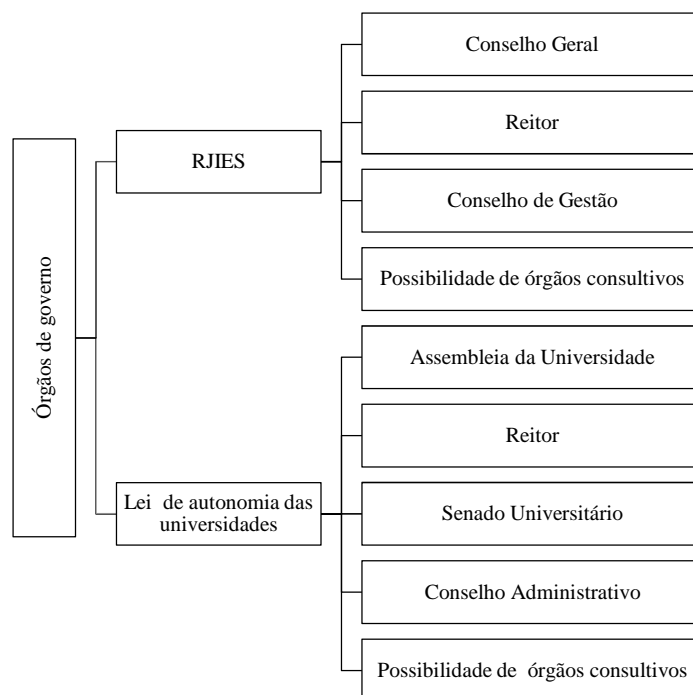 Órgãos de governo
RJIES
Conselho Geral
Reitor
Conselho de Gestão
Possibilidade de órgãos consultivos
Lei de autonomia das
universidades
Assembleia da Universidade
Reitor
Senado Universitário
Conselho Administrativo
Possibilidade de órgãos consultivos